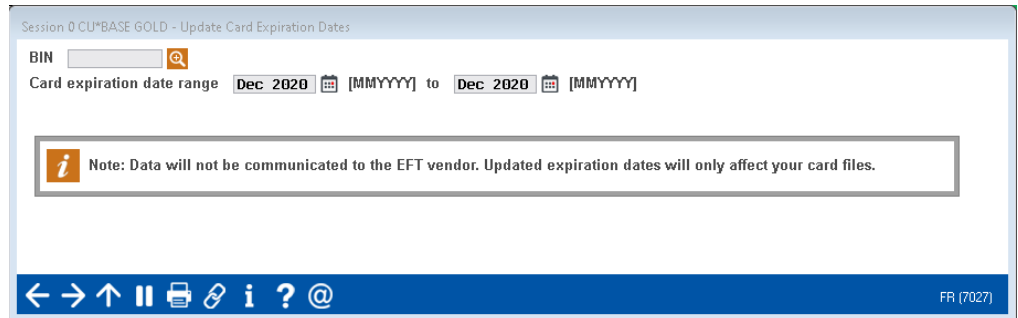 Session 0 CU*BASE GOLD - Update Card Expiration Dates
BIN
Card expiration date range Dec 2020 [MMYYYY] to Dec 2020 [MMYYYY]
i Note: Data will not be communicated to the EFT vendor. Updated expiration dates will only affect your card files.
i ? @ FR (7027)